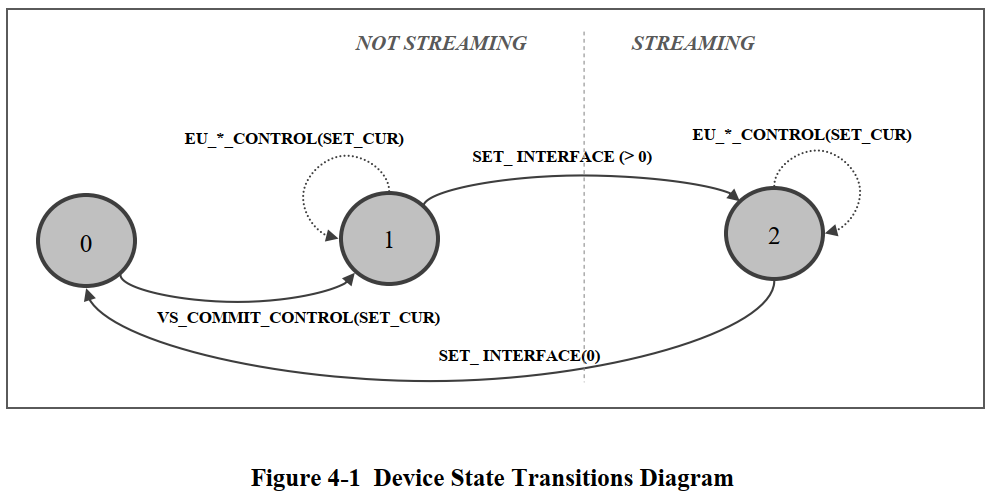 NOT STREAMING
STREAMING
EU_*_CONTROL(SET_CUR)
EU_*_CONTROL(SET_CUR)
SET_ INTERFACE (> 0)
0
1
2
VS_COMMIT_CONTROL(SET_CUR)
SET_ INTERFACE(0)
Figure 4-1 Device State Transitions Diagram